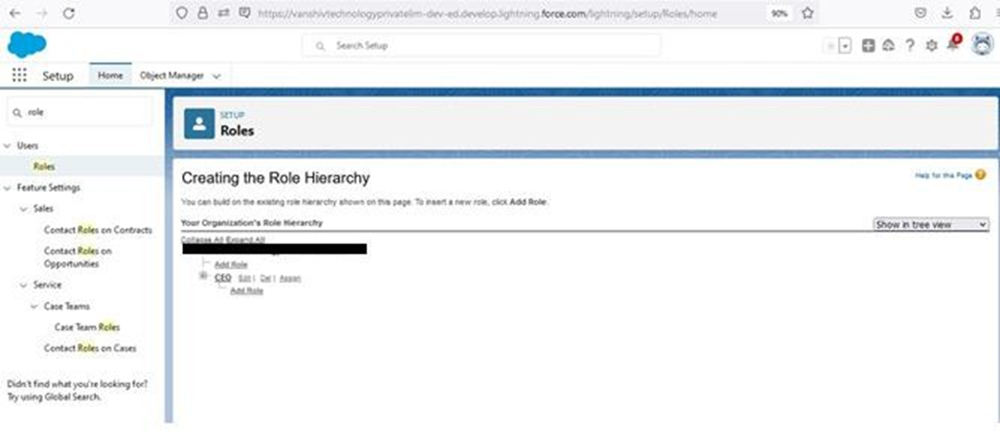 https://vanshivtechnologyprivatelim-dev-ed.develop.lightning.force.com/lightning/setup/Roles/home
90%
Search Setup
Setup
Home
Object Manager
role
Users
Roles
Feature Settings
Sales
Contact Roles on Contracts
Contact Roles on
Opportunities
Service
Case Teams
Case Team Roles
Contact Roles on Cases
Didn't find what you're looking for?
Try using Global Search.
SETUP
Roles
Creating the Role Hierarchy
Help for this Page
You can build on the existing role hierarchy shown on this page. To insert a new role, click Add Role.
Your Organization's Role Hierarchy
Show in tree view
Collapse All Expand All
Add Role
CEO Edit | Del | Assign
Add Role